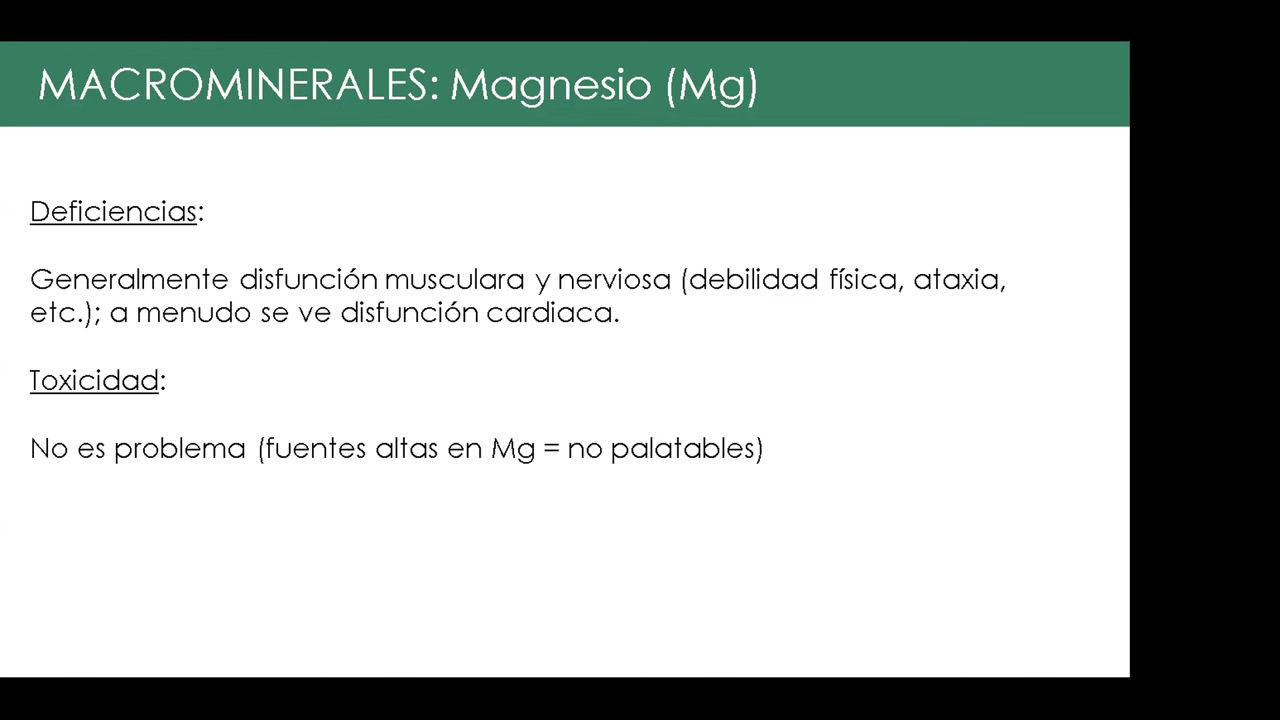 MACROMINERALES: Magnesio (Mg)
Deficiencias:
Generalmente disfunción musculara y nerviosa (debilidad física, ataxia,
etc.); a menudo se ve disfunción cardiaca.
Toxicidad:
No es problema (fuentes altas en Mg = no palatables)